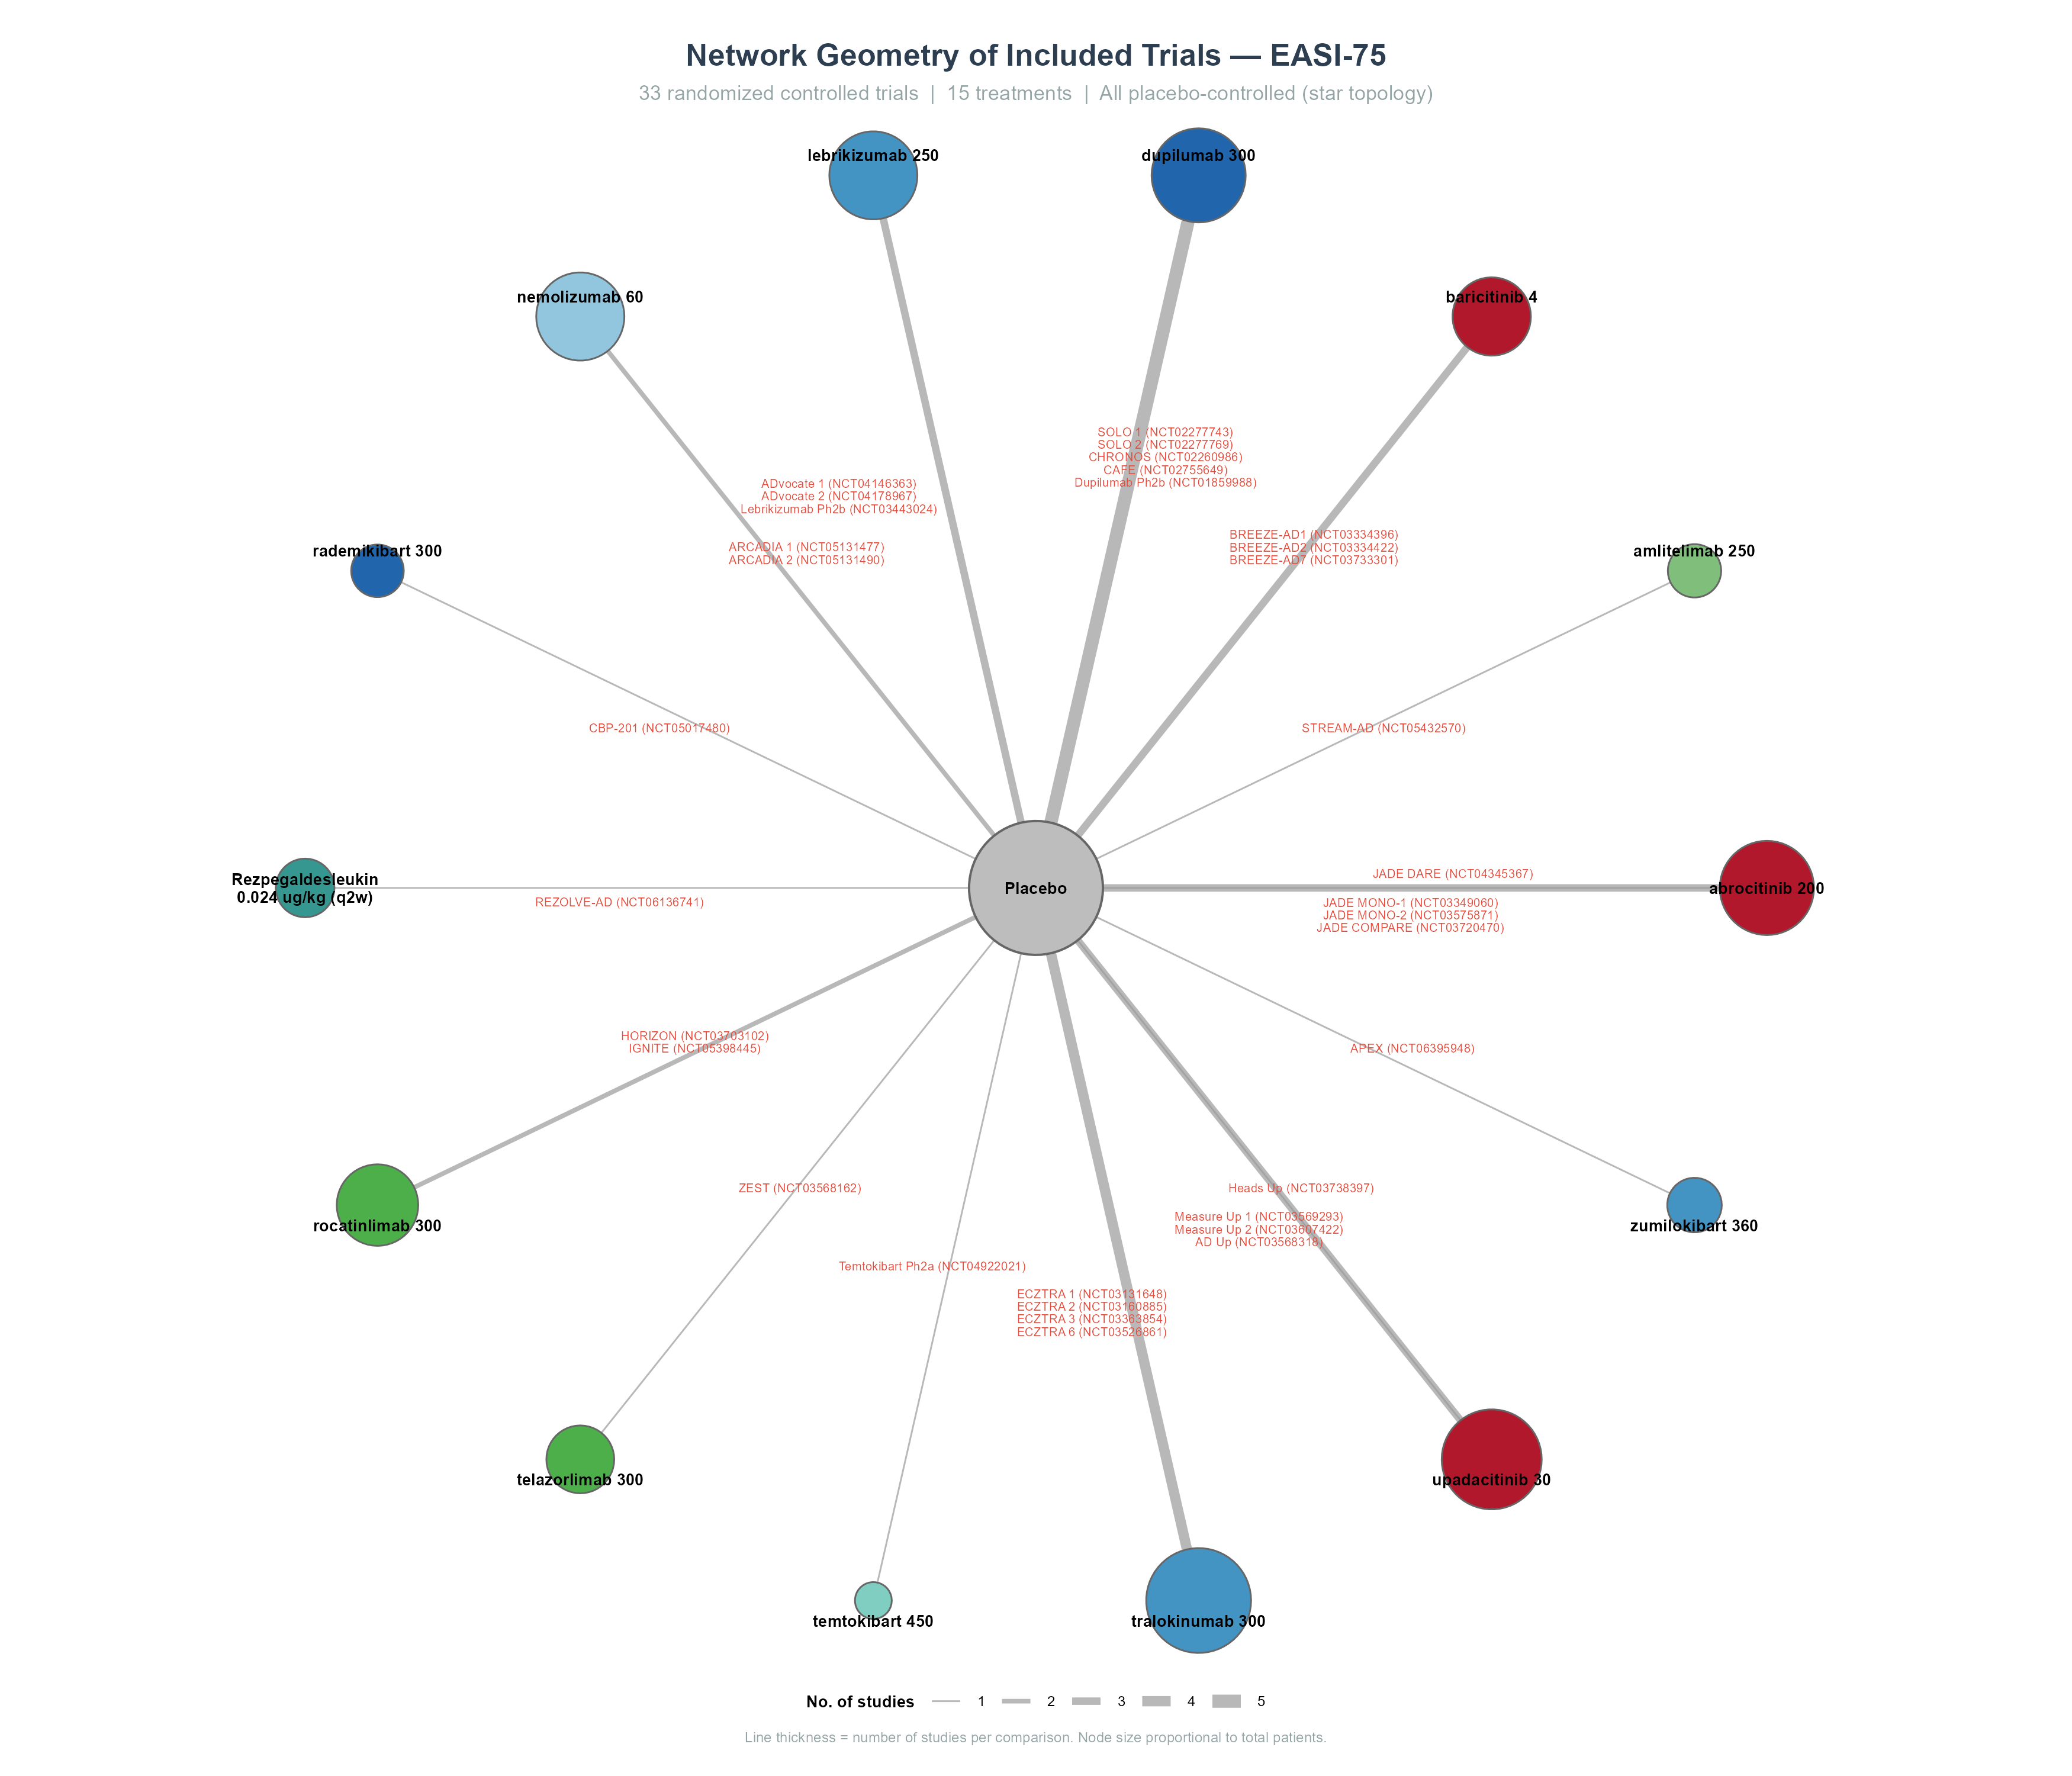 Network Geometry of Included Trials — EASI-75
33 randomized controlled trials | 15 treatments | All placebo-controlled (star topology)
lebrikizumab 250
dupilumab 300
nemolizumab 60
baricitinib 4
SOLO 1 (NCT02277743)
SOLO 2 (NCT02277769)
CHRONOS (NCT02260986)
CAFE (NCT02755649)
Dupilumab Ph2b (NCT01859988)
ADvocate 1 (NCT04146363)
ADvocate 2 (NCT04178967)
Lebrikizumab Ph2b (NCT03443024)
ARCADIA 1 (NCT05131477)
ARCADIA 2 (NCT05131490)
BREEZE-AD1 (NCT03334396)
BREEZE-AD2 (NCT03334422)
BREEZE-AD7 (NCT03733301)
rademikibart 300
amlitelimab 250
CBP-201 (NCT05017480)
STREAM-AD (NCT05432570)
Rezpegaldesleukin
0.024 ug/kg (q2w)
REZOLVE-AD (NCT06136741)
Placebo
JADE DARE (NCT04345367)
abrocitinib 200
JADE MONO-1 (NCT03349060)
JADE MONO-2 (NCT03575871)
JADE COMPARE (NCT03720470)
HORIZON (NCT03703102)
IGNITE (NCT05398445)
APEX (NCT06395948)
rocatinlimab 300
zumilokibart 360
ZEST (NCT03568162)
Heads Up (NCT03738397)
Measure Up 1 (NCT03569293)
Measure Up 2 (NCT03607422)
AD Up (NCT03568318)
Temtokibart Ph2a (NCT04922021)
ECZTRA 1 (NCT03131648)
ECZTRA 2 (NCT03160885)
ECZTRA 3 (NCT03363854)
ECZTRA 6 (NCT03526861)
telazorlimab 300
upadacitinib 30
temtokibart 450
tralokinumab 300
No. of studies 1 2 3 4 5
Line thickness = number of studies per comparison. Node size proportional to total patients.